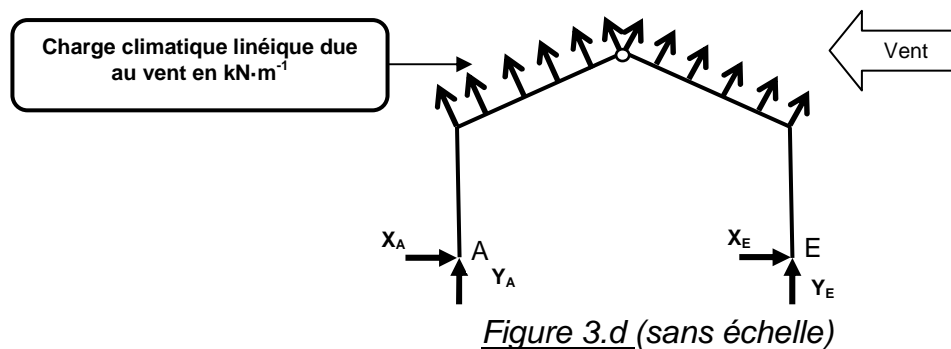 Charge climatique linéique due
au vent en kN·m⁻¹
Vent
X_A
A
Y_A
X_E
E
Y_E
Figure 3.d (sans échelle)